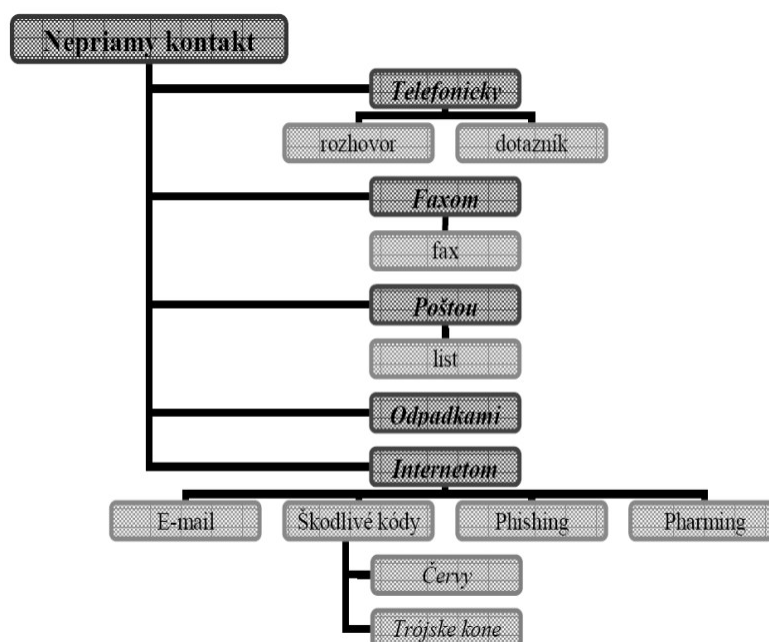 Nepriamy kontakt
Telefonicky
rozhovor
dotazník
Faxom
fax
Poštou
list
Odpadkami
Internetom
E-mail
Škodlivé kódy
Phishing
Pharming
Červy
Trójske kone